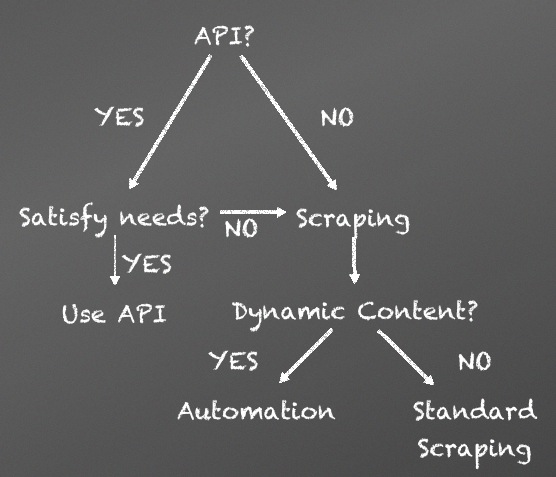 API?
YES
NO
Satisfy needs?
NO
Scraping
YES
Use API
Dynamic Content?
YES
NO
Automation
Standard
Scraping